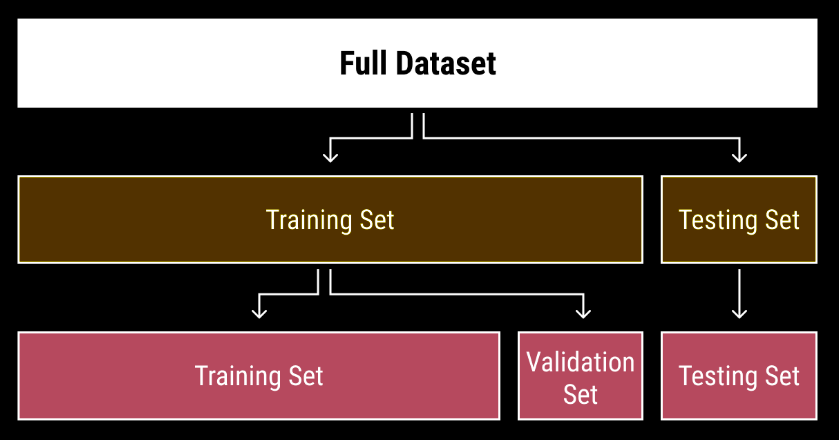 Full Dataset
Training Set
Testing Set
Training Set
Validation
Set
Testing Set